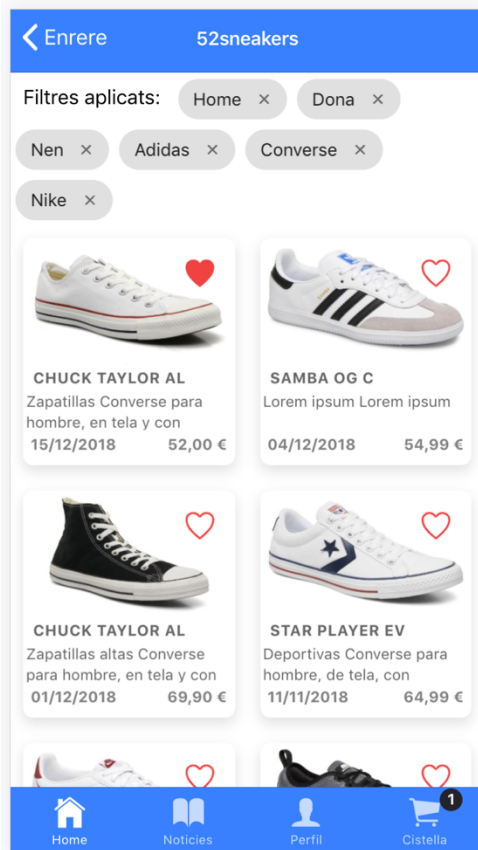 Enrere 52sneakers
Filtres aplicats: Home × Dona ×
Nen × Adidas × Converse ×
Nike ×
CHUCK TAYLOR AL
Zapatillas Converse para
hombre, en tela y con
15/12/2018 52,00 €
SAMBA OG C
Lorem ipsum Lorem ipsum
04/12/2018 54,99 €
CHUCK TAYLOR AL
Zapatillas altas Converse
para hombre, en tela y con
01/12/2018 69,90 €
STAR PLAYER EV
Deportivas Converse para
hombre, de tela, con
11/11/2018 64,99 €
1
Home Noticies Perfil Cistella